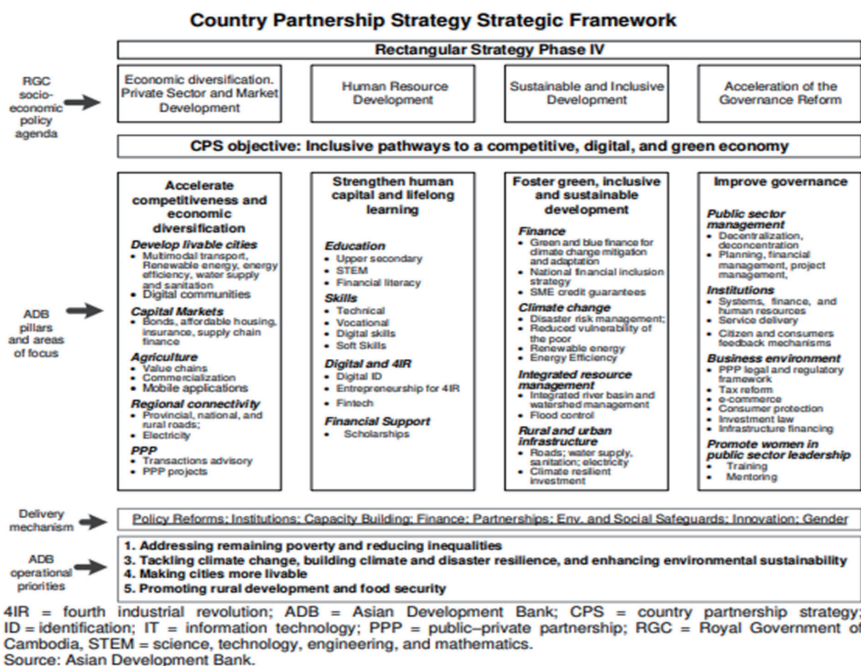 Country Partnership Strategy Strategic Framework
Rectangular Strategy Phase IV
RGC
socio-
economic
policy
agenda
Economic diversification.
Private Sector and Market
Development
Human Resource
Development
Sustainable and Inclusive
Development
Acceleration of the
Governance Reform
CPS objective: Inclusive pathways to a competitive, digital, and green economy
ADB
pillars
and areas
of focus
Accelerate
competitiveness and
economic
diversification
Develop livable cities
• Multimodal transport,
Renewable energy, energy
efficiency, water supply
and sanitation
• Digital communities
Capital Markets
• Bonds, affordable housing,
insurance, supply chain
finance
Agriculture
• Value chains
• Commercialization
• Mobile applications
Regional connectivity
• Provincial, national, and
rural roads;
• Electricity
PPP
• Transactions advisory
• PPP projects
Strengthen human
capital and lifelong
learning
Education
• Upper secondary
• STEM
• Financial literacy
Skills
• Technical
• Vocational
• Digital skills
• Soft Skills
Digital and 4IR
• Digital ID
• Entrepreneurship for 4IR
• Fintech
Financial Support
• Scholarships
Foster green, inclusive
and sustainable
development
Finance
• Green and blue finance for
climate change mitigation
and adaptation
• National financial inclusion
strategy
• SME credit guarantees
Climate change
• Disaster risk management;
• Reduced vulnerability of
the poor
• Renewable energy
• Energy Efficiency
Integrated resource
management
• Integrated river basin and
watershed management
• Flood control
Rural and urban
infrastructure
• Roads; water supply,
sanitation; electricity
• Climate resilient
investment
Improve governance
Public sector
management
• Decentralization,
deconcentration
• Planning, financial
management, project
management,
Institutions
• Systems, finance, and
human resources
• Service delivery
• Citizen and consumers
feedback mechanisms
Business environment
• PPP legal and regulatory
framework
• Tax reform
• e-commerce
• Consumer protection
• Investment law
• Infrastructure financing
Promote women in
public sector leadership
• Training
• Mentoring
Delivery
mechanism
Policy Reforms; Institutions; Capacity Building; Finance; Partnerships; Env. and Social Safeguards; Innovation; Gender
ADB
operational
priorities
1. Addressing remaining poverty and reducing inequalities
3. Tackling climate change, building climate and disaster resilience, and enhancing environmental sustainability
4. Making cities more livable
5. Promoting rural development and food security
4IR = fourth industrial revolution; ADB = Asian Development Bank; CPS = country partnership strategy;
ID = identification; IT = information technology; PPP = public–private partnership; RGC = Royal Government of
Cambodia, STEM = science, technology, engineering, and mathematics.
Source: Asian Development Bank.